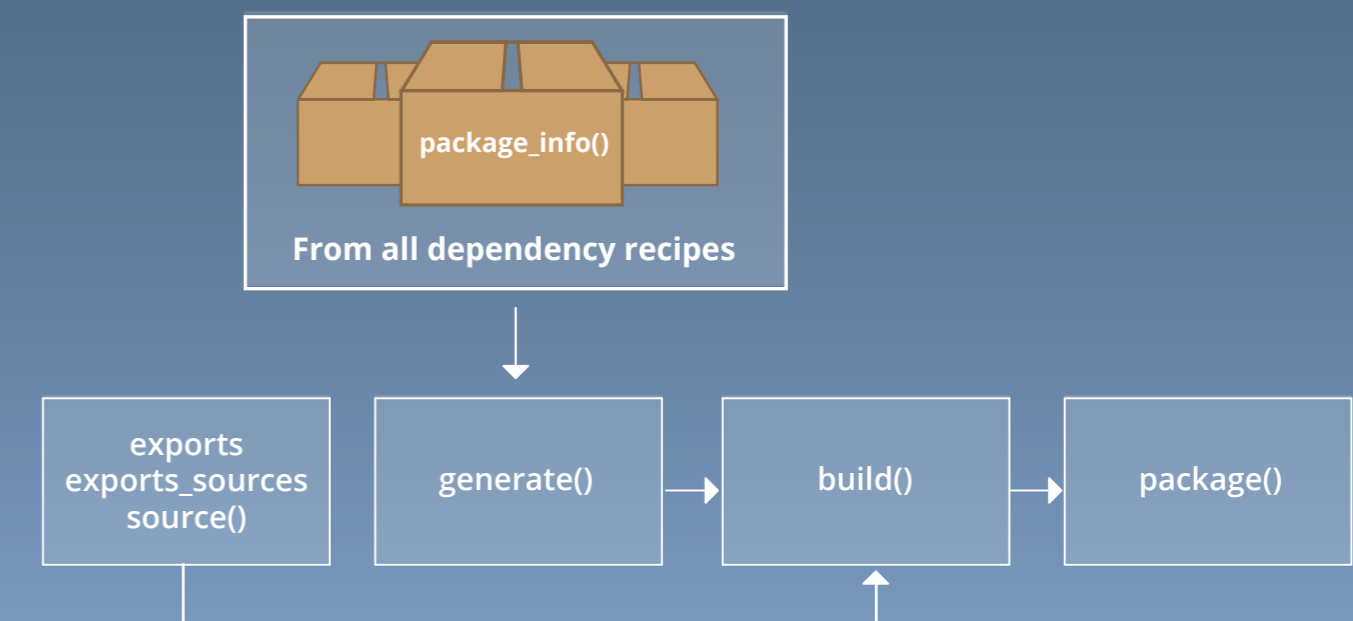 package_info()
From all dependency recipes
exports
exports_sources
source()
generate()
build()
package()